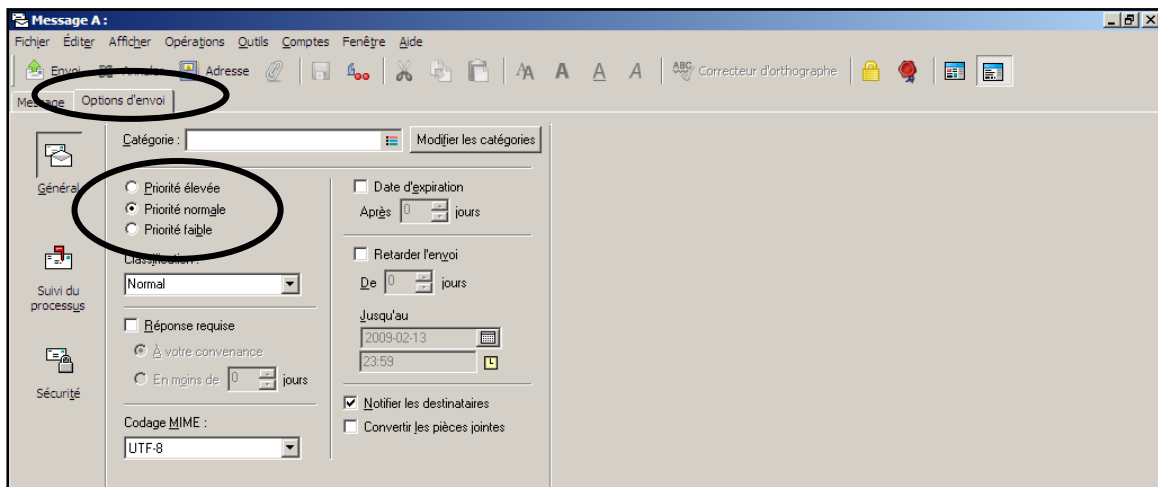 Message A :
Fichier Éditer Afficher Opérations Outils Comptes Fenêtre Aide
Envoi Annuler Adresse Correcteur d'orthographe
Message Options d'envoi
Catégorie : Modifier les catégories
Général
Priorité élevée
Priorité normale
Priorité faible
Date d'expiration
Après 0 jours
Classification :
Normal
Retarder l'envoi
De 0 jours
Suivi du
processus
Jusqu'au
2009-02-13
23:59
Réponse requise
À votre convenance
En moins de 0 jours
Sécurité
Notifier les destinataires
Convertir les pièces jointes
Codage MIME :
UTF-8